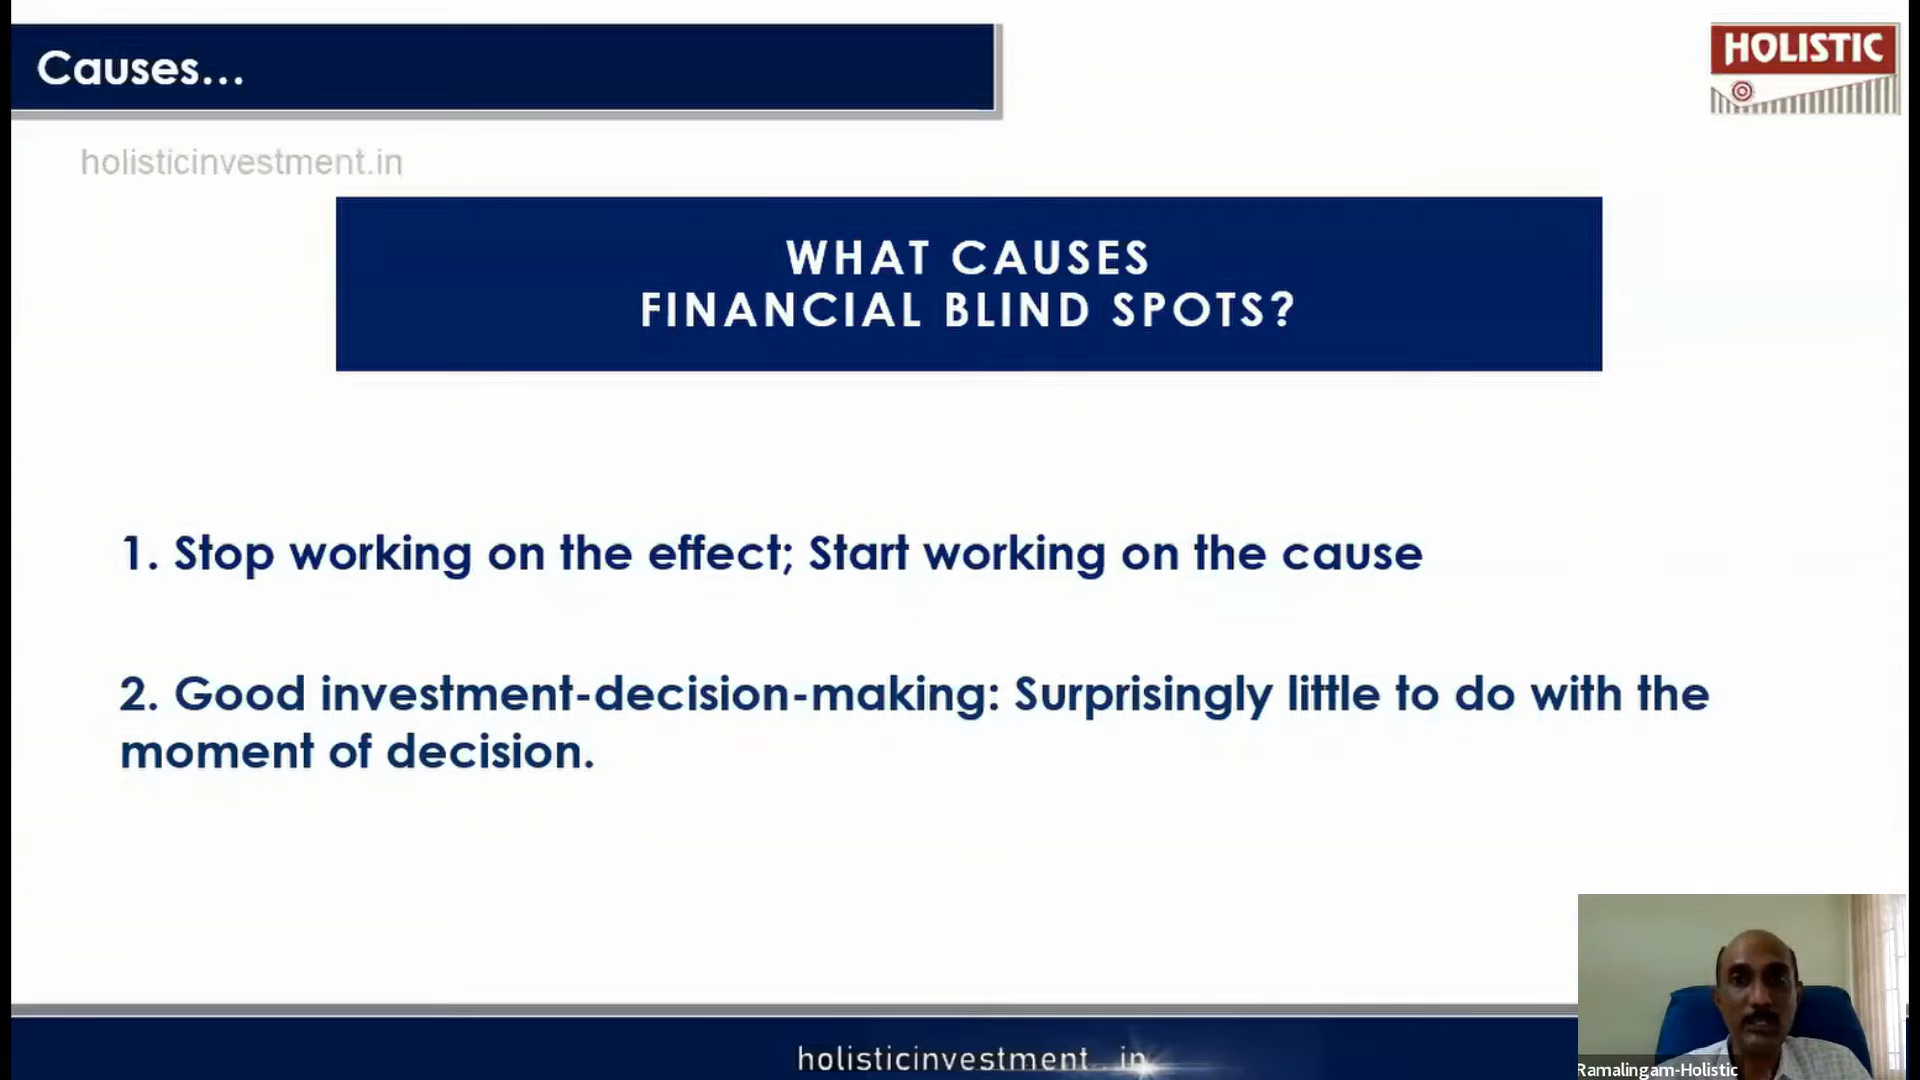 Causes...
HOLISTIC
holisticinvestment.in
WHAT CAUSES
FINANCIAL BLIND SPOTS?
1. Stop working on the effect; Start working on the cause
2. Good investment-decision-making: Surprisingly little to do with the
moment of decision.
holisticinvestment.in
Ramalingam-Holistic